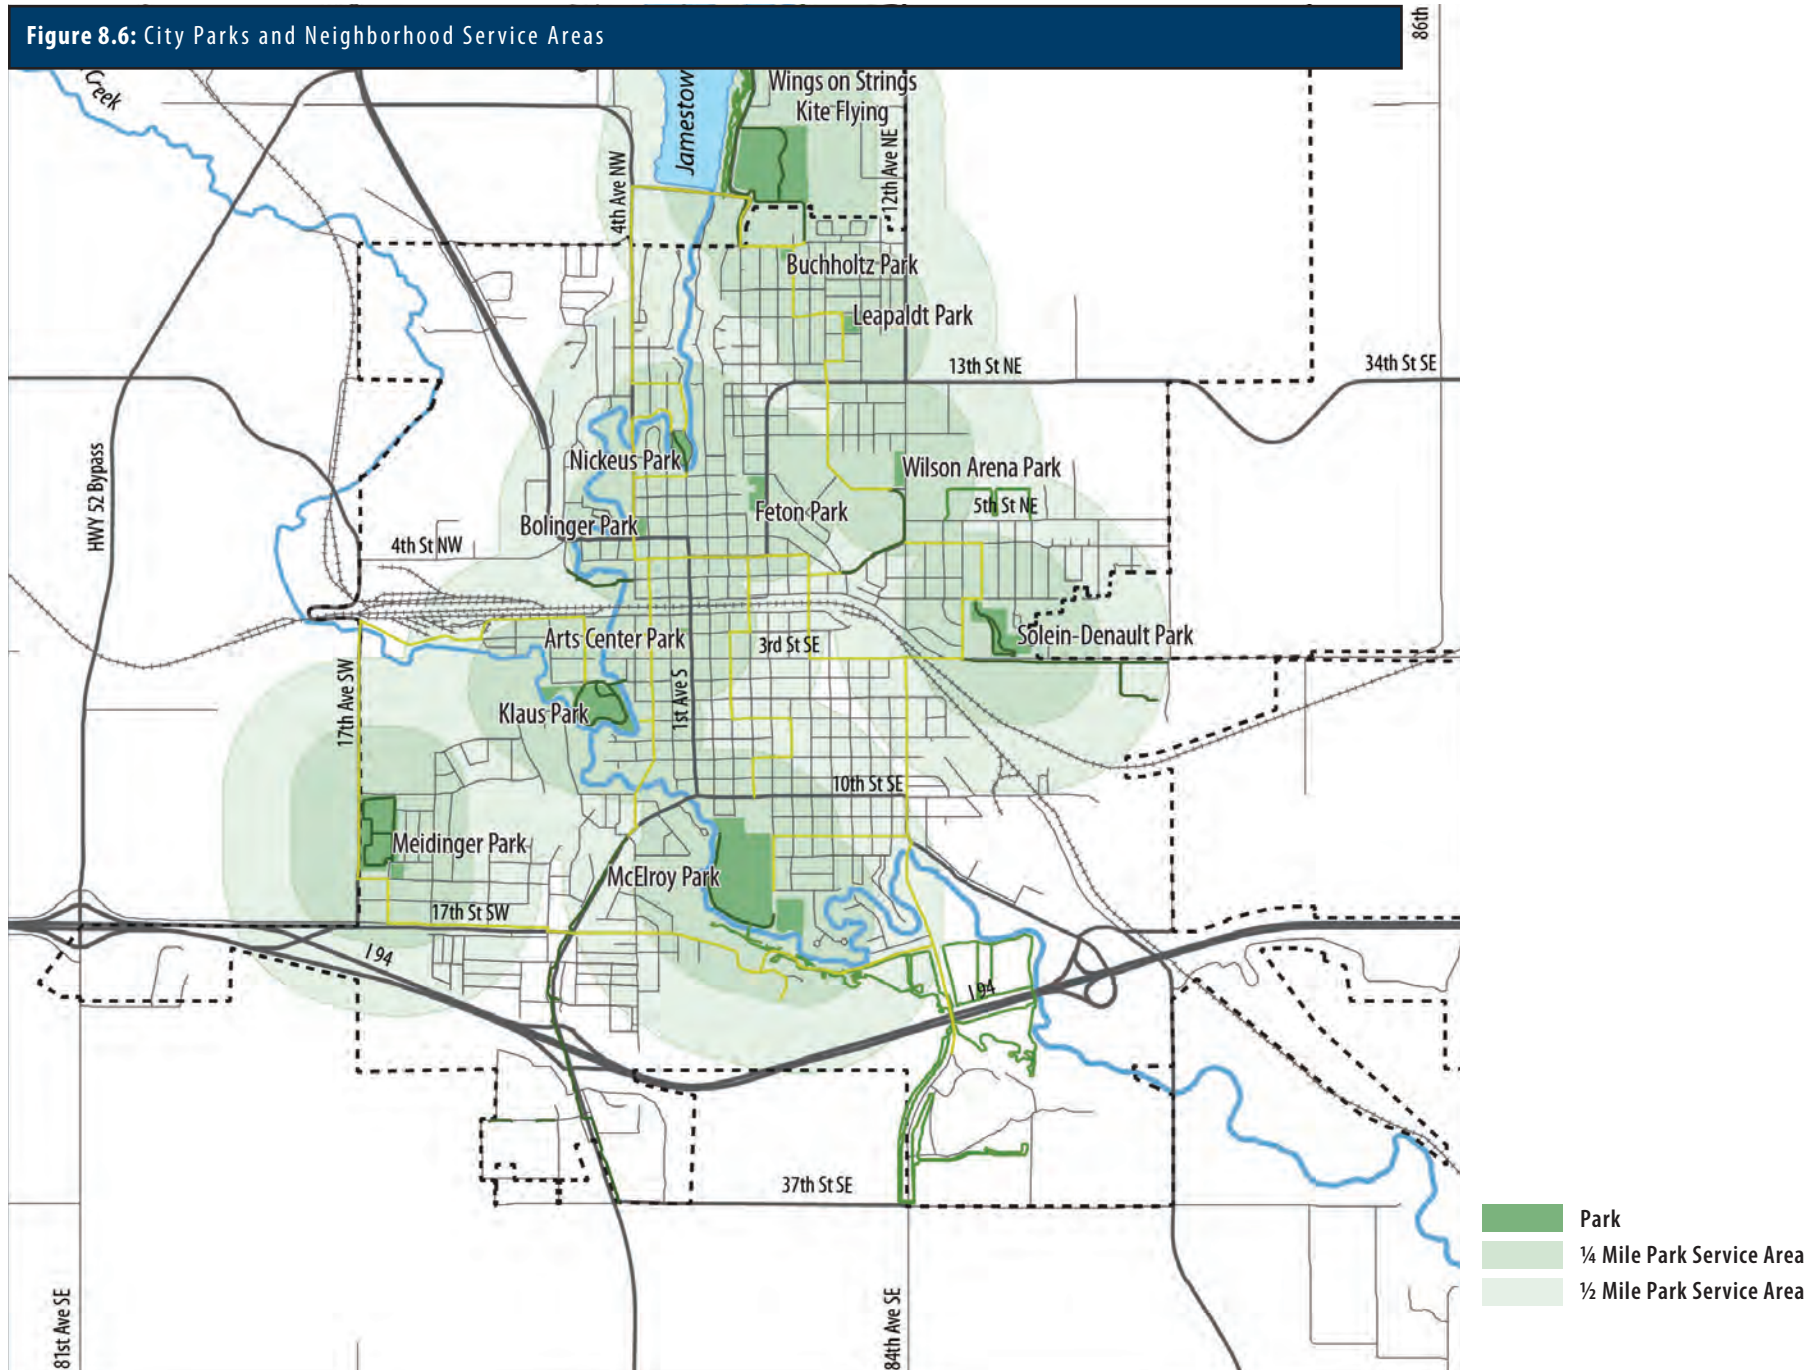 Figure 8.6: City Parks and Neighborhood Service Areas
86th
Creek
Jamestow
Wings on Strings
Kite Flying
4th Ave NW
12th Ave NE
Buchholtz Park
Leapaldt Park
13th St NE
34th St SE
HWY 52 Bypass
Nickeus Park
Wilson Arena Park
5th St NE
Feton Park
Bolinger Park
4th St NW
Arts Center Park
3rd St SE
Solein-Denault Park
17th Ave SW
Klaus Park
1st Ave S
10th St SE
Meidinger Park
McElroy Park
17th St SW
I 94
I 94
37th St SE
81st Ave SE
84th Ave SE
Park
¼ Mile Park Service Area
½ Mile Park Service Area